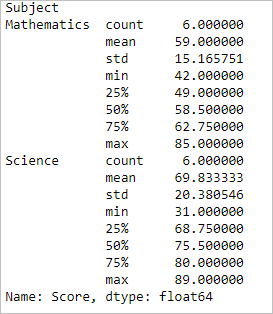 Subject
Mathematics  count     6.000000
             mean     59.000000
             std      15.165751
             min      42.000000
             25%      49.000000
             50%      58.500000
             75%      62.750000
             max      85.000000
Science      count     6.000000
             mean     69.833333
             std      20.380546
             min      31.000000
             25%      68.750000
             50%      75.500000
             75%      80.000000
             max      89.000000
Name: Score, dtype: float64